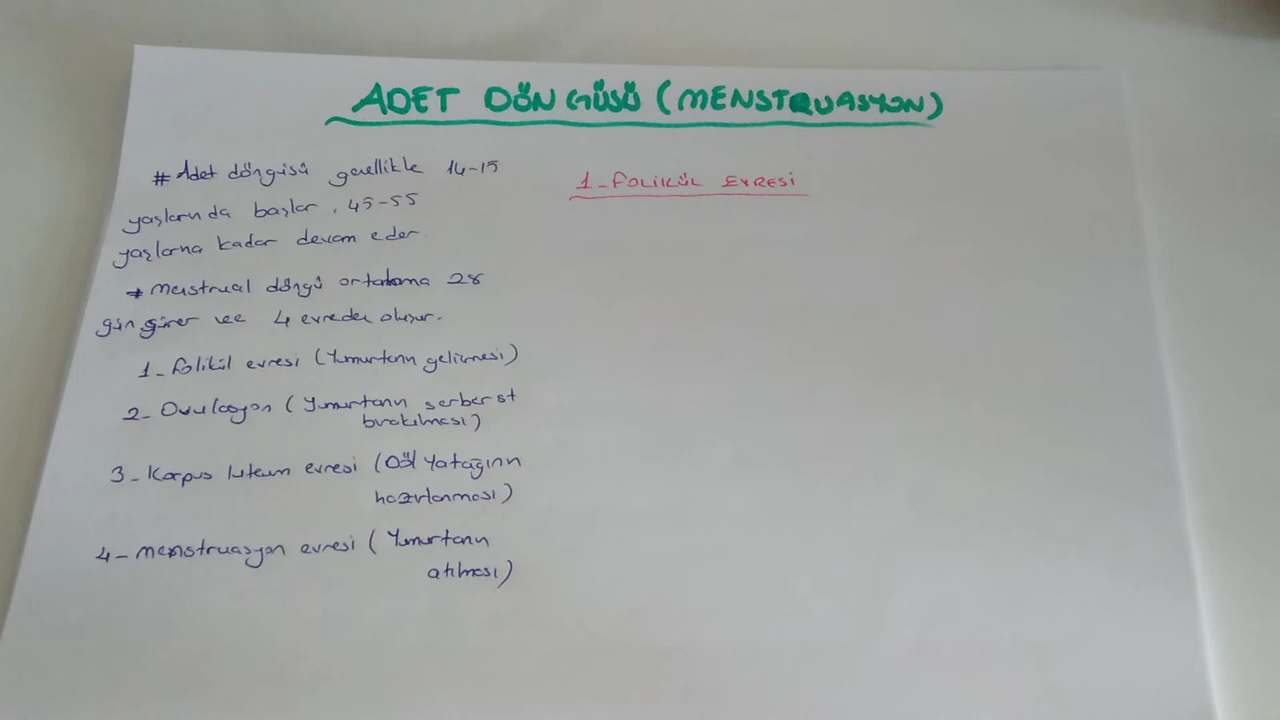 ADET DÖNGÜSÜ (MENSTRUASYON)
# Adet döngüsü genellikle 14-15
yaşlarında başlar, 45-55
yaşlarına kadar devam eder.
* Menstrual döngü ortalama 28
gün sürer ve 4 evreden oluşur.
1- Folikül evresi (Yumurtanın gelişmesi)
2- Ovulasyon (Yumurtanın serberst
bırakılması)
3- Korpus luteum evresi (Döl Yatağının
hazırlanması)
4- Menstruasyon evresi (Yumurtanın
atılması)
1- FOLİKÜL EVRESİ